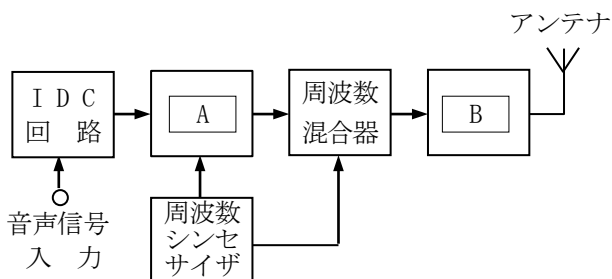 アンテナ
ＩＤＣ
回　路
A
周波数
混合器
B
音声信号
入　力
周波数
シンセ
サイザ